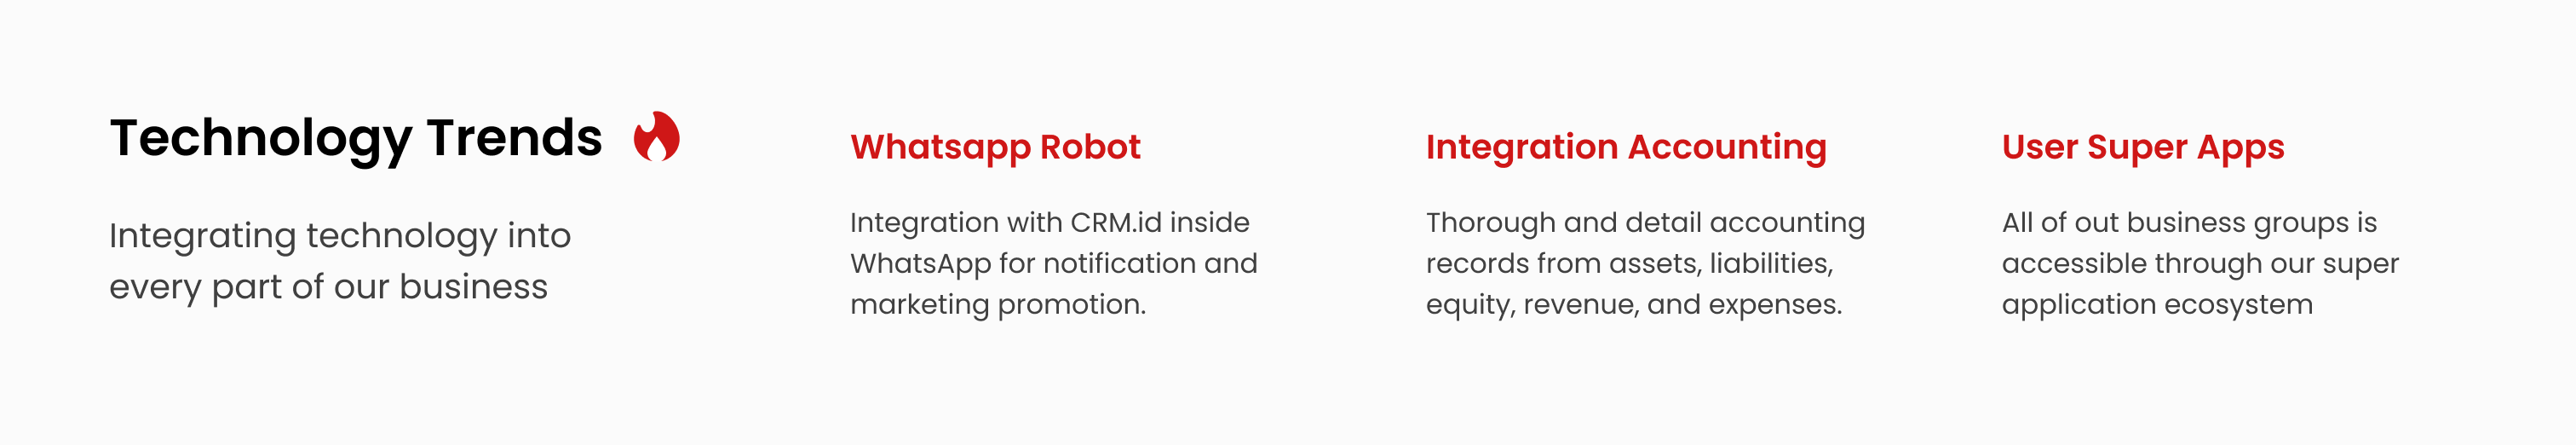 Technology Trends
Integrating technology into
every part of our business
Whatsapp Robot
Integration with CRM.id inside
WhatsApp for notification and
marketing promotion.
Integration Accounting
Thorough and detail accounting
records from assets, liabilities,
equity, revenue, and expenses.
User Super Apps
All of out business groups is
accessible through our super
application ecosystem